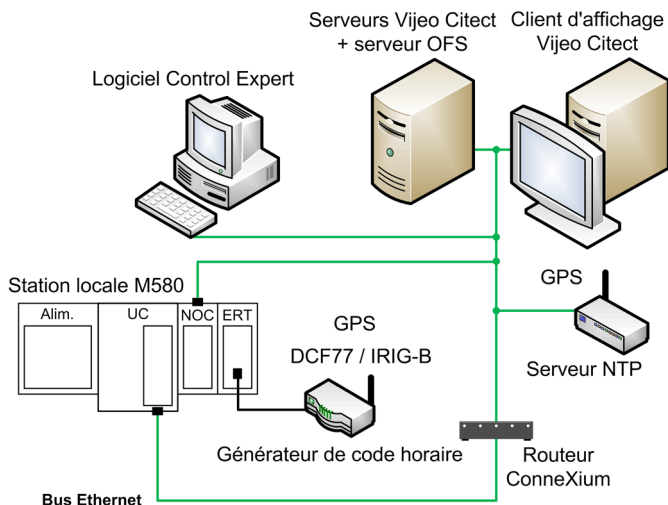 Serveurs Vijeo Citect
+ serveur OFS
Client d'affichage
Vijeo Citect
Logiciel Control Expert
Station locale M580
Alim.
UC
NOC
ERT
GPS
DCF77 / IRIG-B
Générateur de code horaire
GPS
Serveur NTP
Routeur
ConneXium
Bus Ethernet